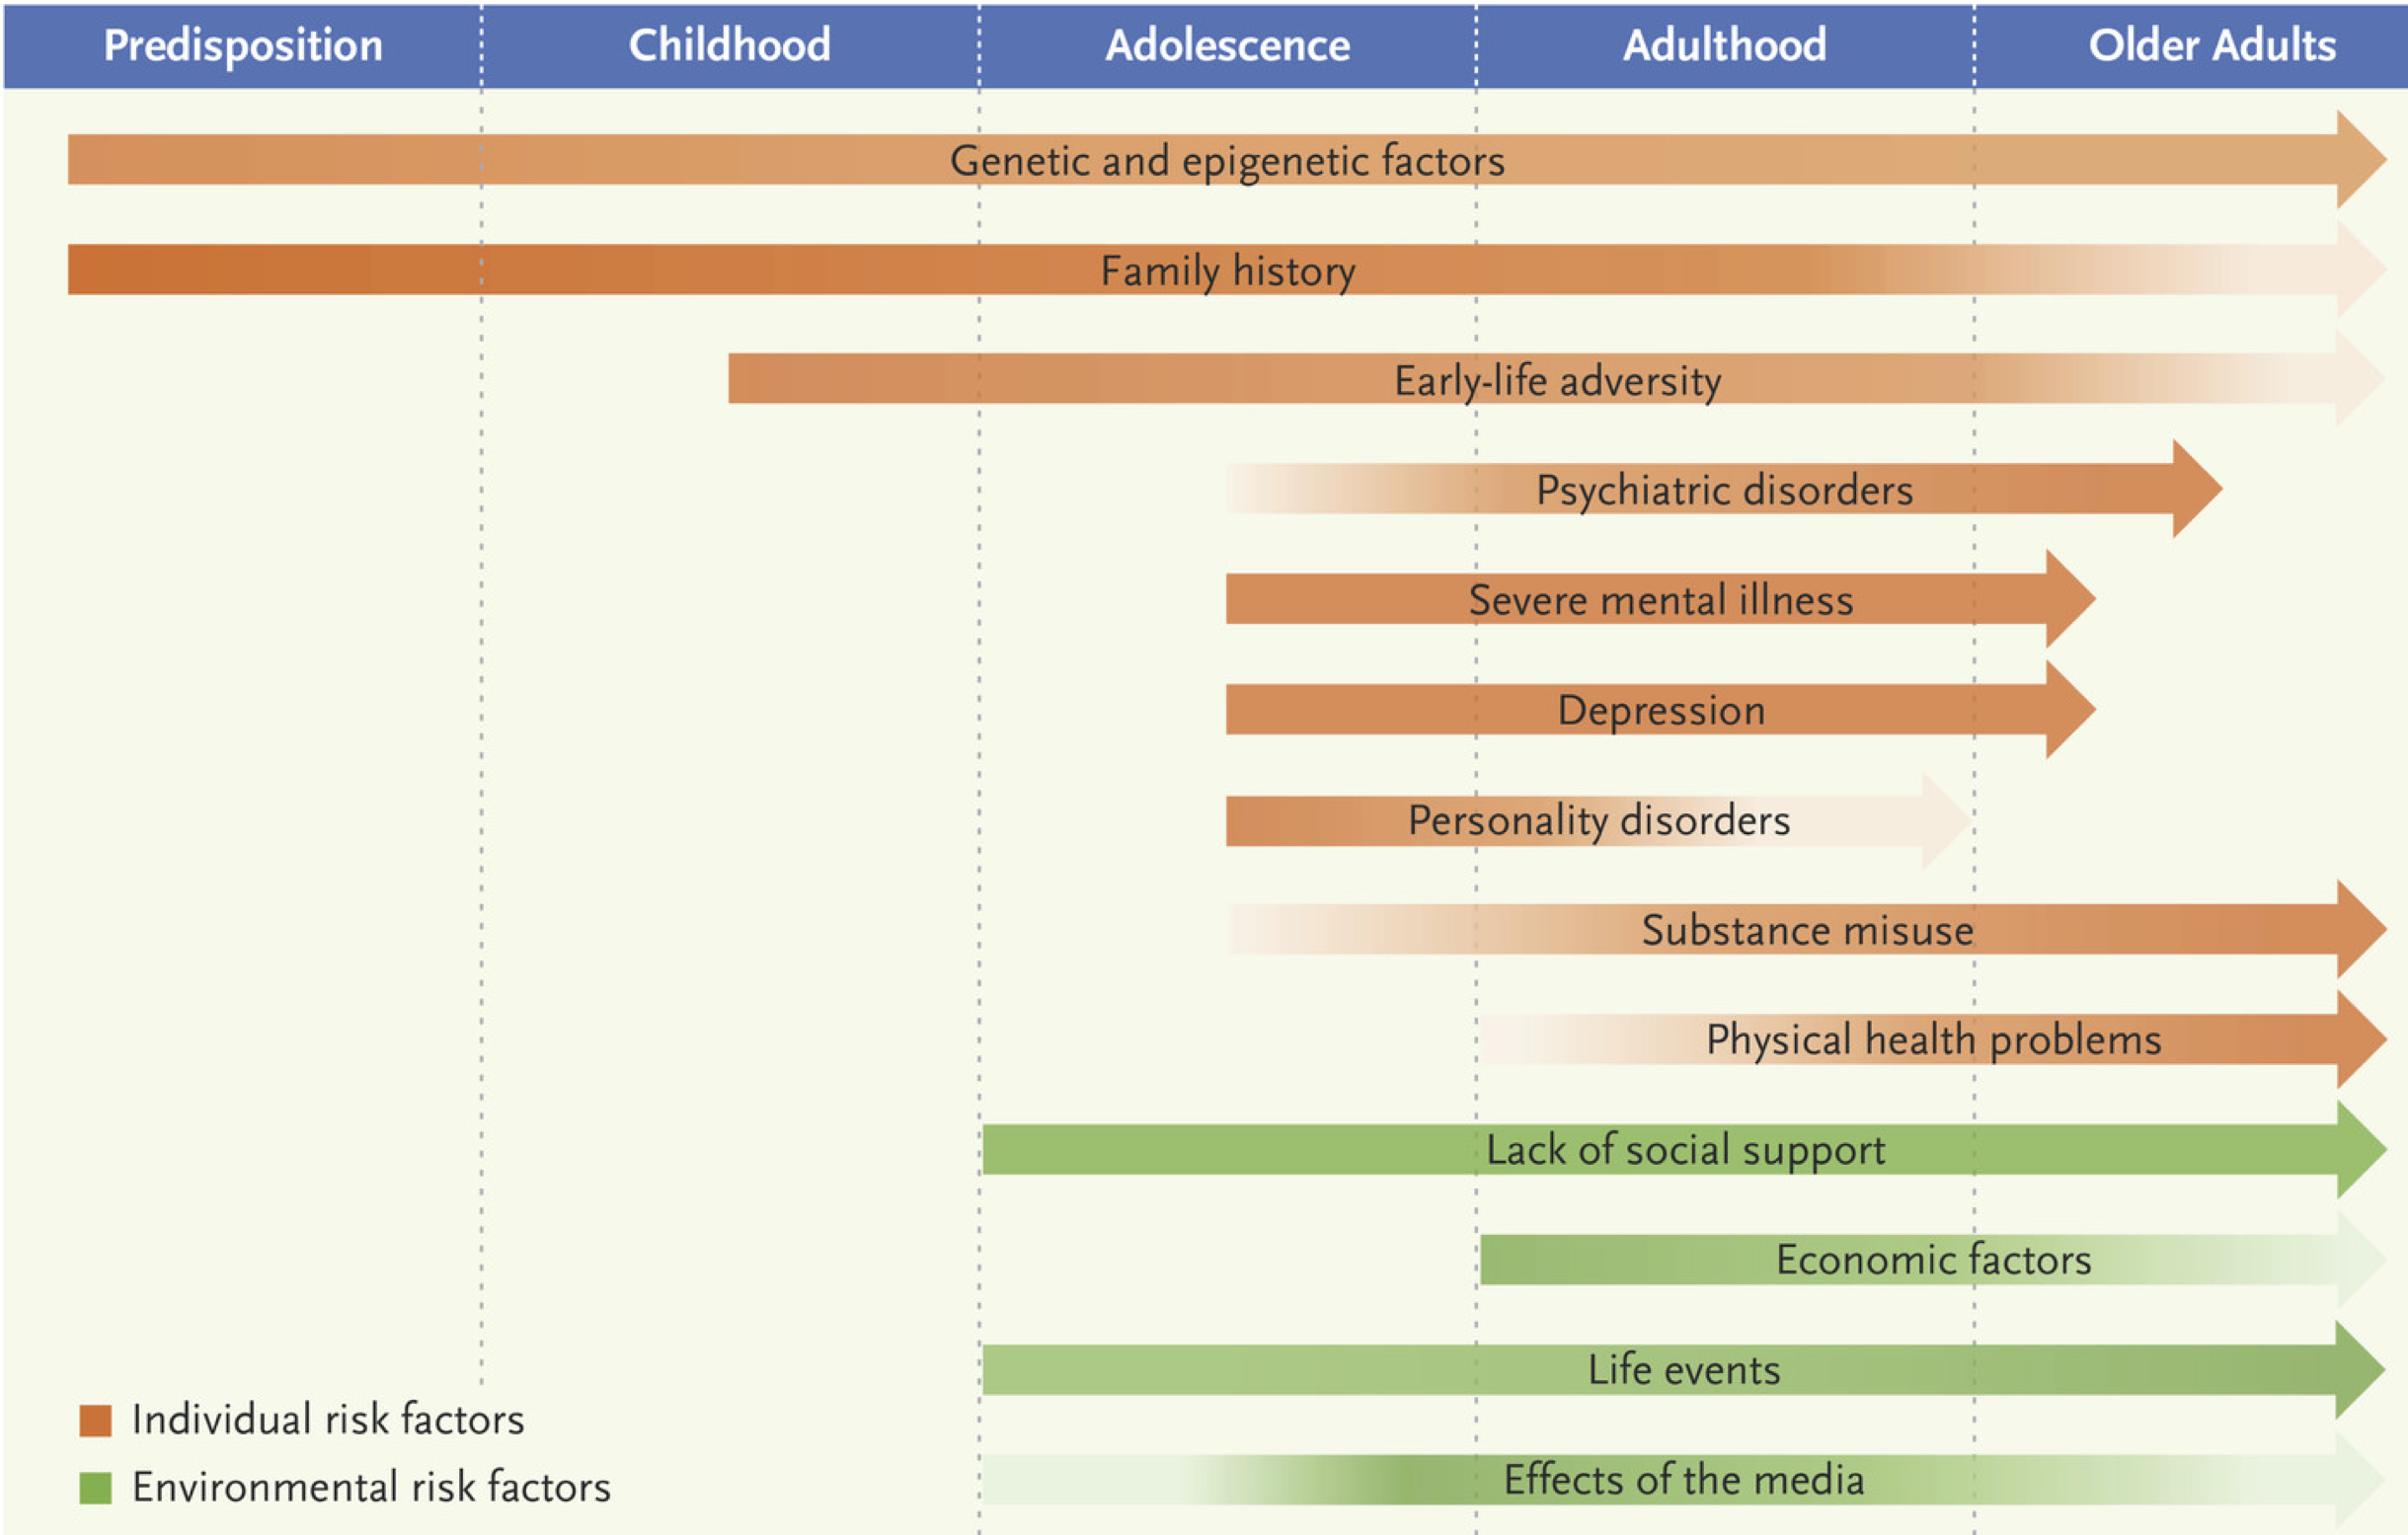 Predisposition
Childhood
Adolescence
Adulthood
Older Adults
Genetic and epigenetic factors
Family history
Early-life adversity
Psychiatric disorders
Severe mental illness
Depression
Personality disorders
Substance misuse
Physical health problems
Lack of social support
Economic factors
Life events
Effects of the media
Individual risk factors
Environmental risk factors